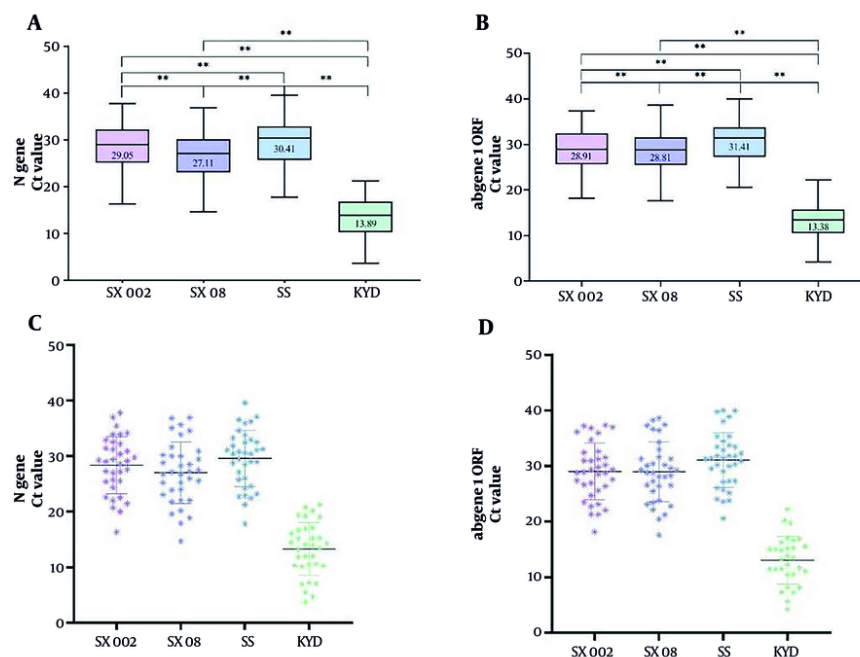 A
N gene
Ct value
50
40
30
20
10
0
**
**
**
** ** **
29.05
27.11
30.41
13.89
SX 002 SX 08 SS KYD
B
abgene 1 ORF
Ct value
50
40
30
20
10
0
**
**
**
** ** **
28.91
28.81
31.41
13.38
SX 002 SX 08 SS KYD
C
N gene
Ct value
50
40
30
20
10
0
SX 002 SX 08 SS KYD
D
abgene 1 ORF
Ct value
50
40
30
20
10
0
SX 002 SX 08 SS KYD